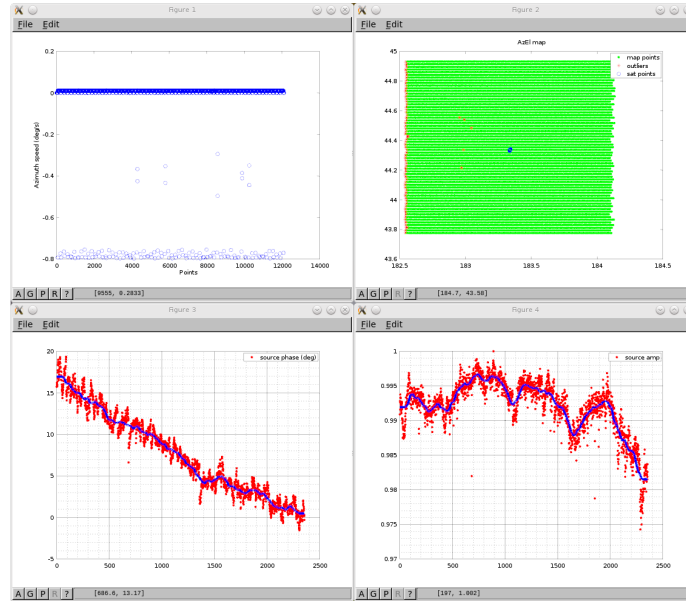 Figure 1
File Edit
0.2
0
-0.2
-0.4
-0.6
-0.8
Azimuth speed (deg/s)
0 2000 4000 6000 8000 10000 12000 14000
Points
A G P R ? [9555, 0.2833]
Figure 2
File Edit
AzEl map
45
44.8
44.6
44.4
44.2
44
43.8
43.6
map points
outliers
sat points
182.5 183 183.5 184 184.5
A G P R ? [184.7, 43.50]
Figure 3
File Edit
20
15
10
5
0
-5
source phase (deg)
0 500 1000 1500 2000 2500
A G P R ? [686.6, 13.17]
Figure 4
File Edit
1
0.995
0.99
0.985
0.98
0.975
0.97
source amp
0 500 1000 1500 2000 2500
A G P R ? [107, 1.002]